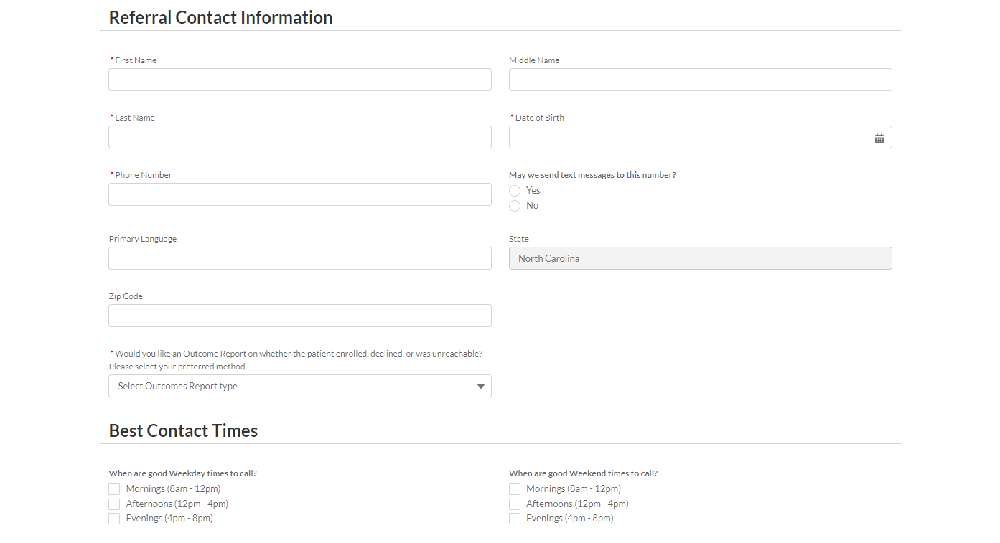 Referral Contact Information
* First Name
Middle Name
* Last Name
* Date of Birth
* Phone Number
May we send text messages to this number?
Yes
No
Primary Language
State
North Carolina
Zip Code
* Would you like an Outcome Report on whether the patient enrolled, declined, or was unreachable?
Please select your preferred method.
Select Outcomes Report type
Best Contact Times
When are good Weekday times to call?
Mornings (8am - 12pm)
Afternoons (12pm - 4pm)
Evenings (4pm - 8pm)
When are good Weekend times to call?
Mornings (8am - 12pm)
Afternoons (12pm - 4pm)
Evenings (4pm - 8pm)